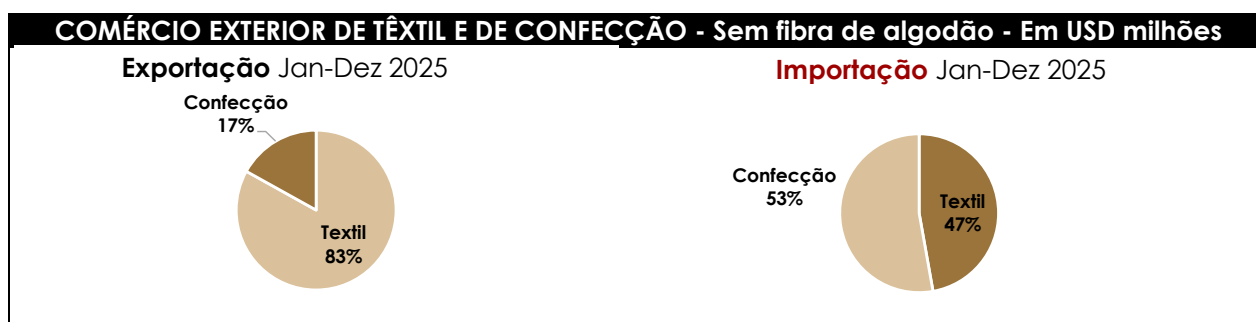 COMÉRCIO EXTERIOR DE TÊXTIL E DE CONFECÇÃO - Sem fibra de algodão - Em USD milhões
Exportação Jan-Dez 2025
Confecção
17%
Textil
83%
Importação Jan-Dez 2025
Confecção
53%
Textil
47%